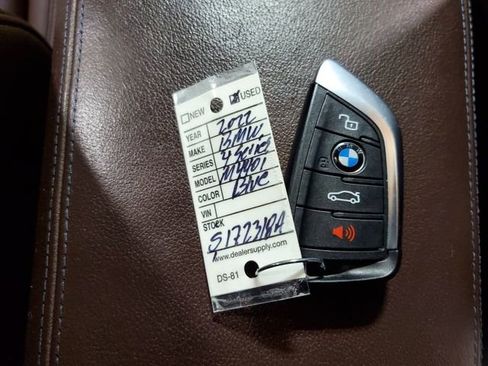 NEW USED
YEAR 2022
MAKE BMW
SERIES 4 Series
MODEL M440i
COLOR Blue
VIN
STOCK S172318A
www.dealersupply.com
DS-81
BMW